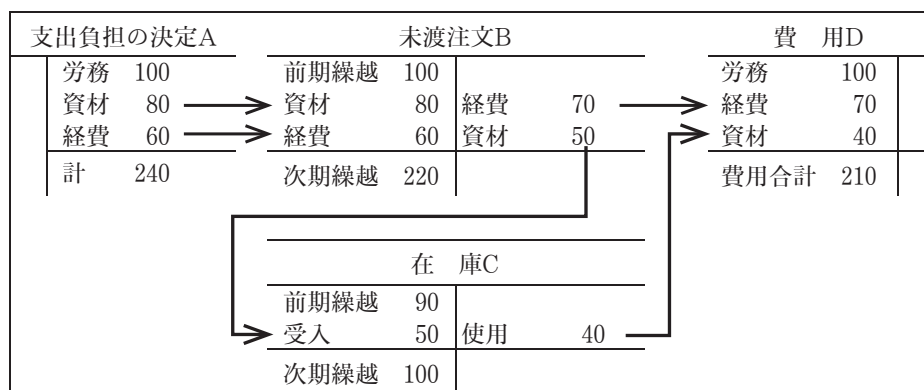 支出負担の決定A
労務 100
資材 80
経費 60
計 240
未渡注文B
前期繰越 100
資材 80 経費 70
経費 60 資材 50
次期繰越 220
費 用D
労務 100
経費 70
資材 40
費用合計 210
在 庫C
前期繰越 90
受入 50 使用 40
次期繰越 100